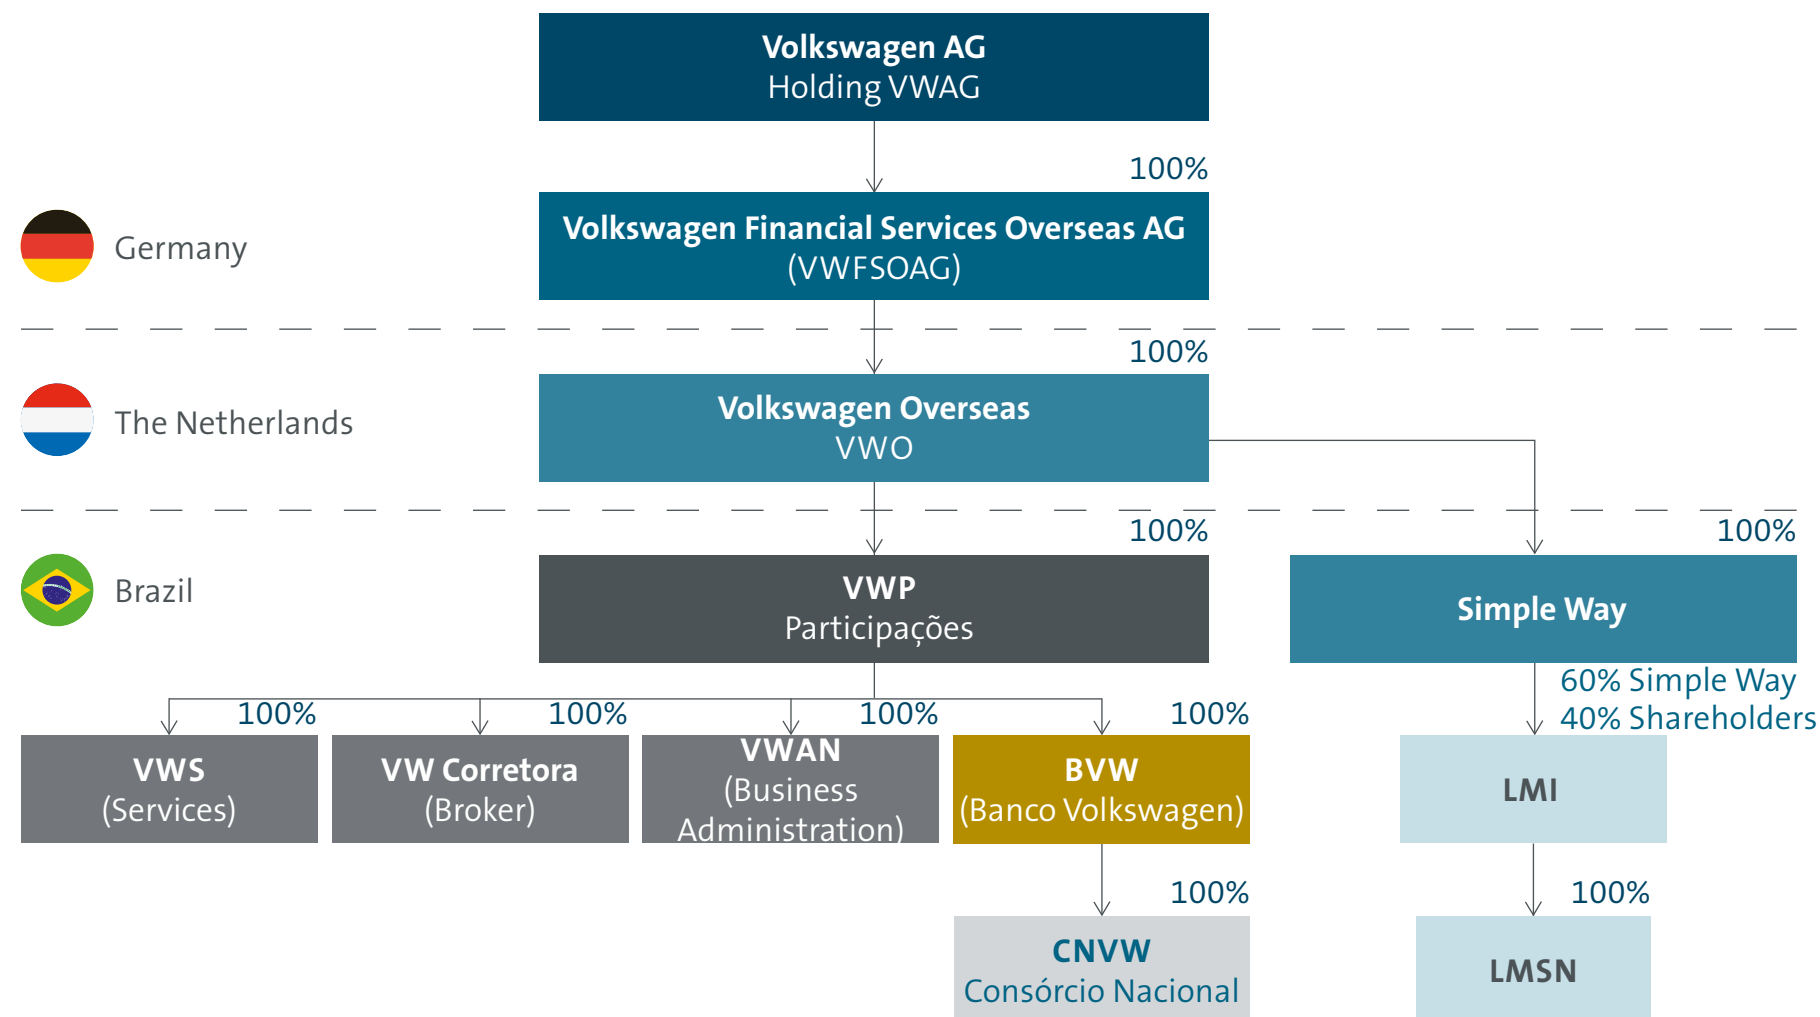 Volkswagen AG
Holding VWAG
100%
Volkswagen Financial Services Overseas AG
(VWFSOAG)
Germany
100%
Volkswagen Overseas
VWO
The Netherlands
100%
100%
VWP
Participações
Brazil
Simple Way
60% Simple Way
40% Shareholders
100%
100%
100%
100%
VWS
(Services)
VW Corretora
(Broker)
VWAN
(Business
Administration)
BVW
(Banco Volkswagen)
LMI
100%
100%
CNVW
Consórcio Nacional
LMSN